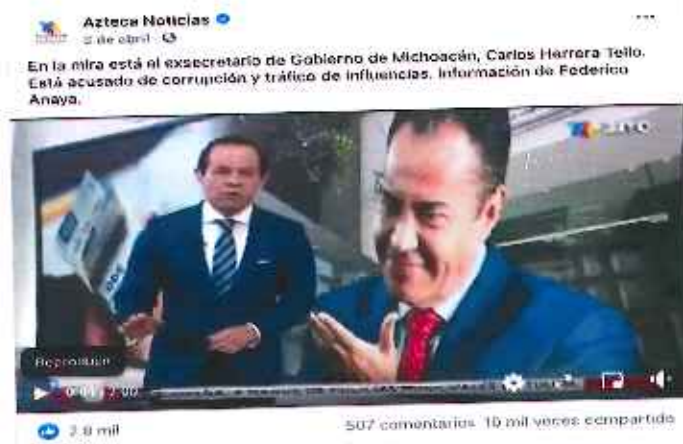 Azteca Noticias
5 de abril
En la mira está el exsecretario de Gobierno de Michoacán, Carlos Herrera Tello.
Está acusado de corrupción y tráfico de influencias. Información de Federico
Anaya.
Reproducir
2.8 mil
507 comentarios 10 mil veces compartido